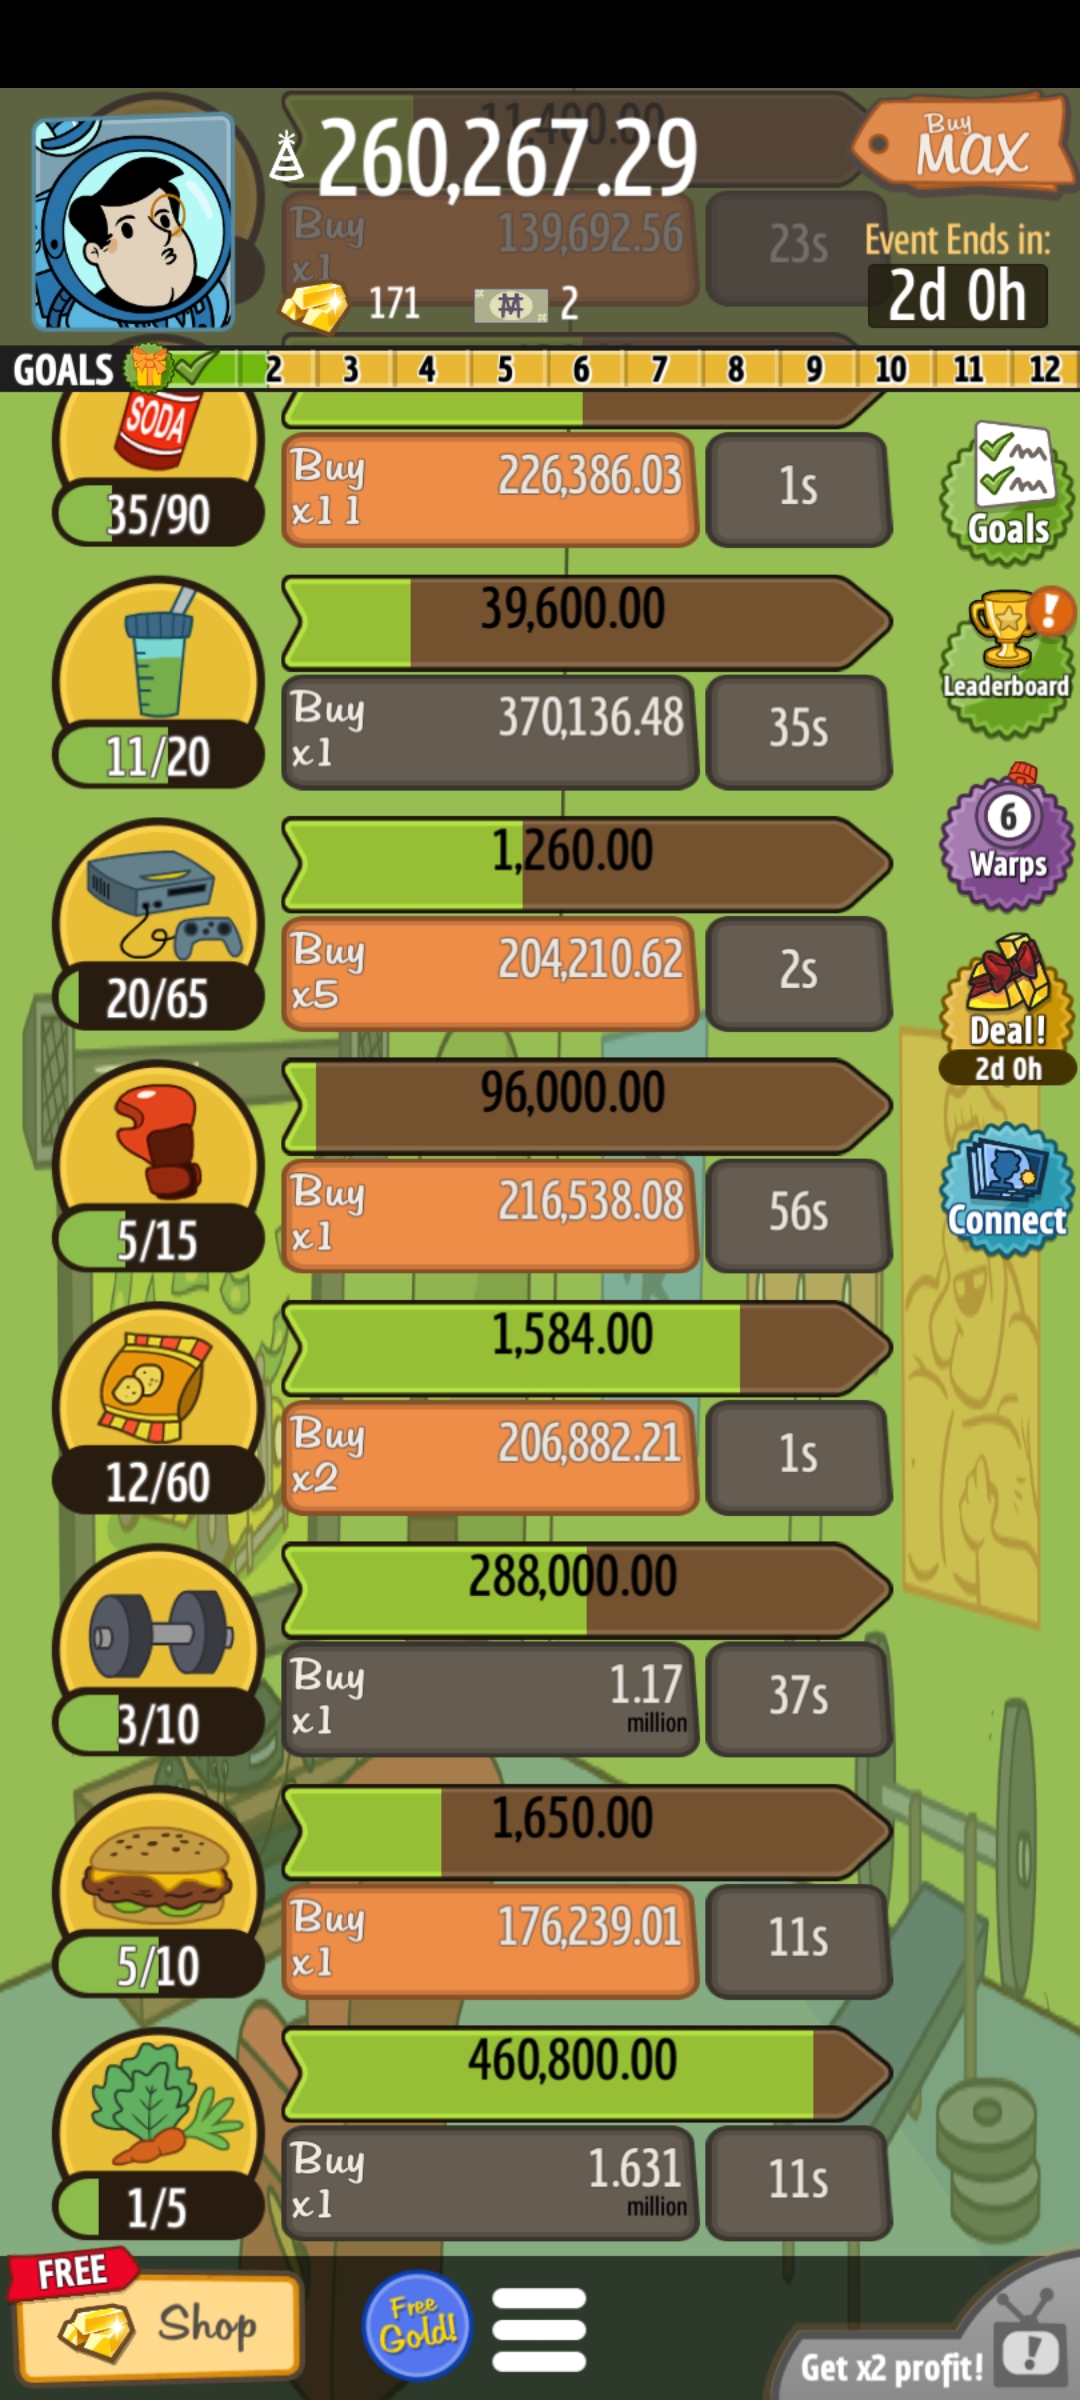 11,400.00
260,267.29
Buy
MAX
Buy
x1
139,692.56
23s
Event Ends in:
171
2
2d 0h
GOALS 2 3 4 5 6 7 8 9 10 11 12
SODA
35/90
Buy
x11
226,386.03
1s
Goals
39,600.00
11/20
Buy
x1
370,136.48
35s
!
Leaderboard
1,260.00
20/65
Buy
x5
204,210.62
2s
6
Warps
Deal!
2d 0h
96,000.00
5/15
Buy
x1
216,538.08
56s
Connect
1,584.00
12/60
Buy
x2
206,882.21
1s
288,000.00
3/10
Buy
x1
1.17
million
37s
1,650.00
5/10
Buy
x1
176,239.01
11s
460,800.00
1/5
Buy
x1
1.631
million
11s
FREE
Shop
Free
Gold!
Get x2 profit!
!